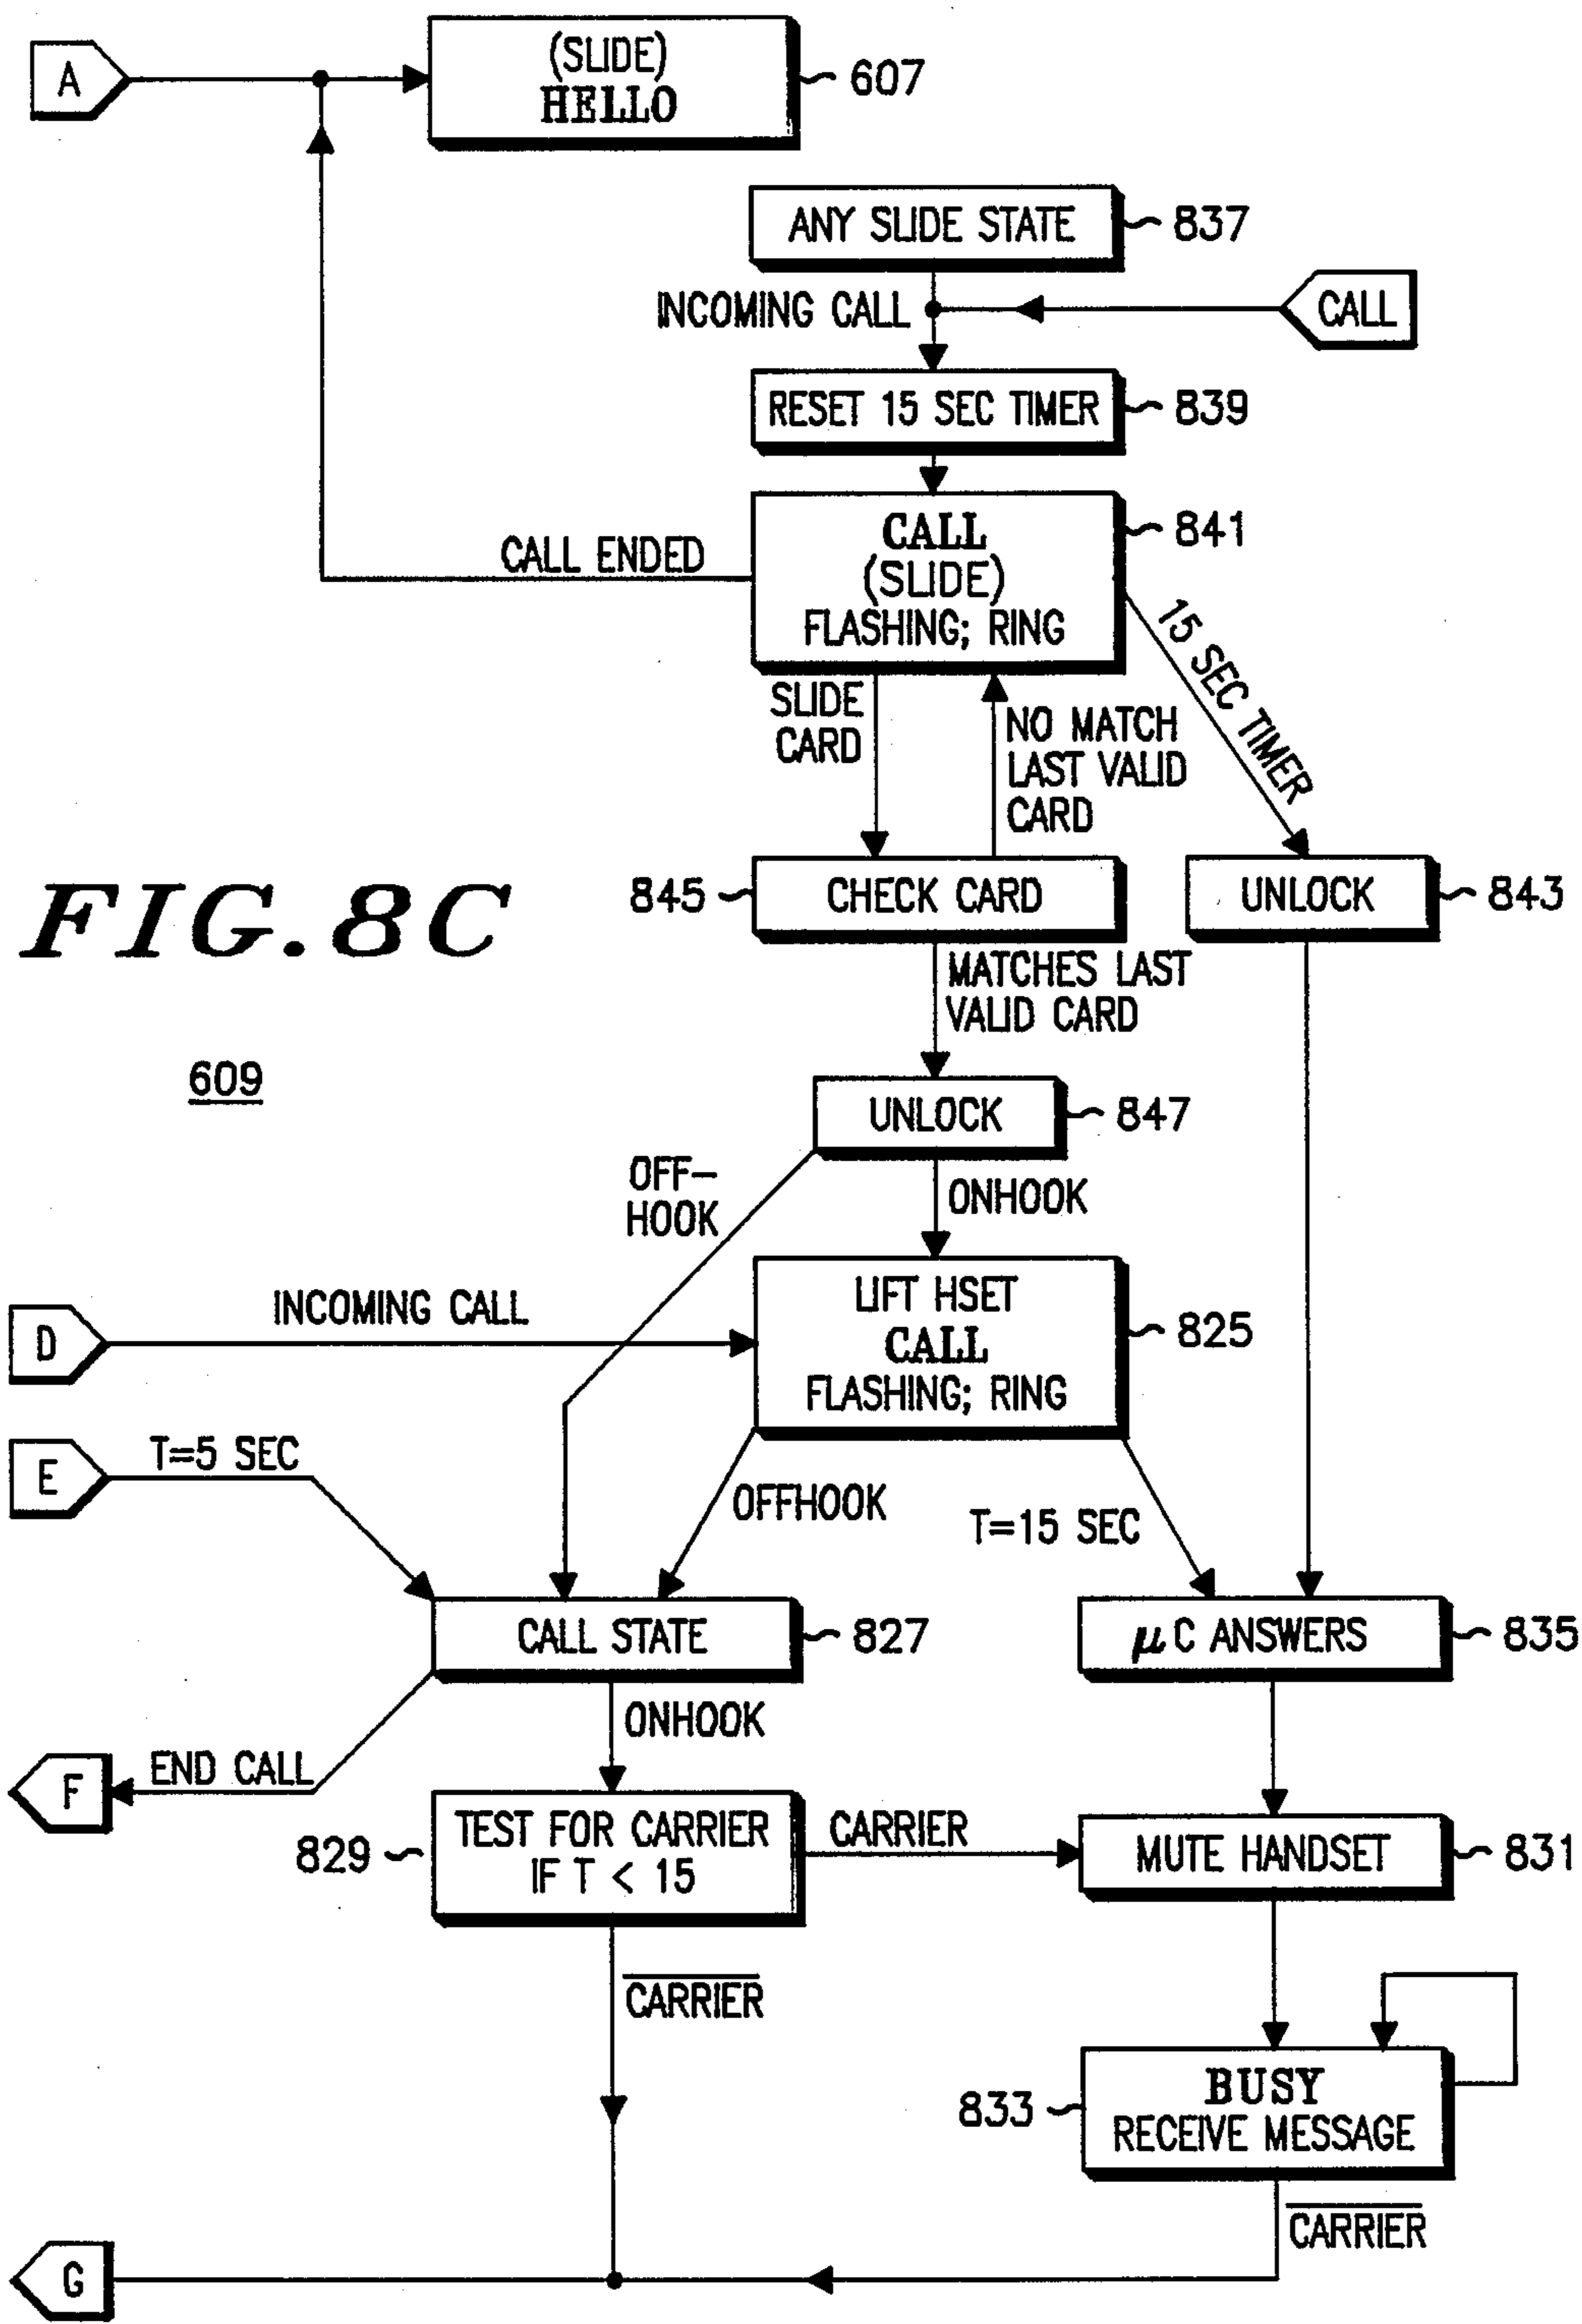 A
(SLIDE)
HELLO
607
ANY SLIDE STATE
837
INCOMING CALL
CALL
RESET 15 SEC TIMER
839
CALL
(SLIDE)
FLASHING; RING
841
CALL ENDED
15 SEC TIMER
SLIDE
CARD
NO MATCH
LAST VALID
CARD
FIG.8C
845
CHECK CARD
UNLOCK
843
MATCHES LAST
VALID CARD
609
UNLOCK
847
OFF-
HOOK
ONHOOK
D
INCOMING CALL
LIFT HSET
CALL
FLASHING; RING
825
E
T=5 SEC
OFFHOOK
T=15 SEC
CALL STATE
827
μC ANSWERS
835
ONHOOK
F
END CALL
829
TEST FOR CARRIER
IF T < 15
CARRIER
MUTE HANDSET
831
CARRIER
833
BUSY
RECEIVE MESSAGE
CARRIER
G